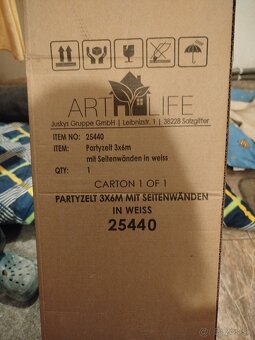 ART LIFE
Juskys Gruppe GmbH | Leibnizstr. 1 | 38228 Salzgitter
ITEM NO: 25440
ITEM: Partyzelt 3x6m
mit Seitenwänden in weiss
QTY: 1
CARTON 1 OF 1
PARTYZELT 3X6M MIT SEITENWÄNDEN
IN WEISS
25440